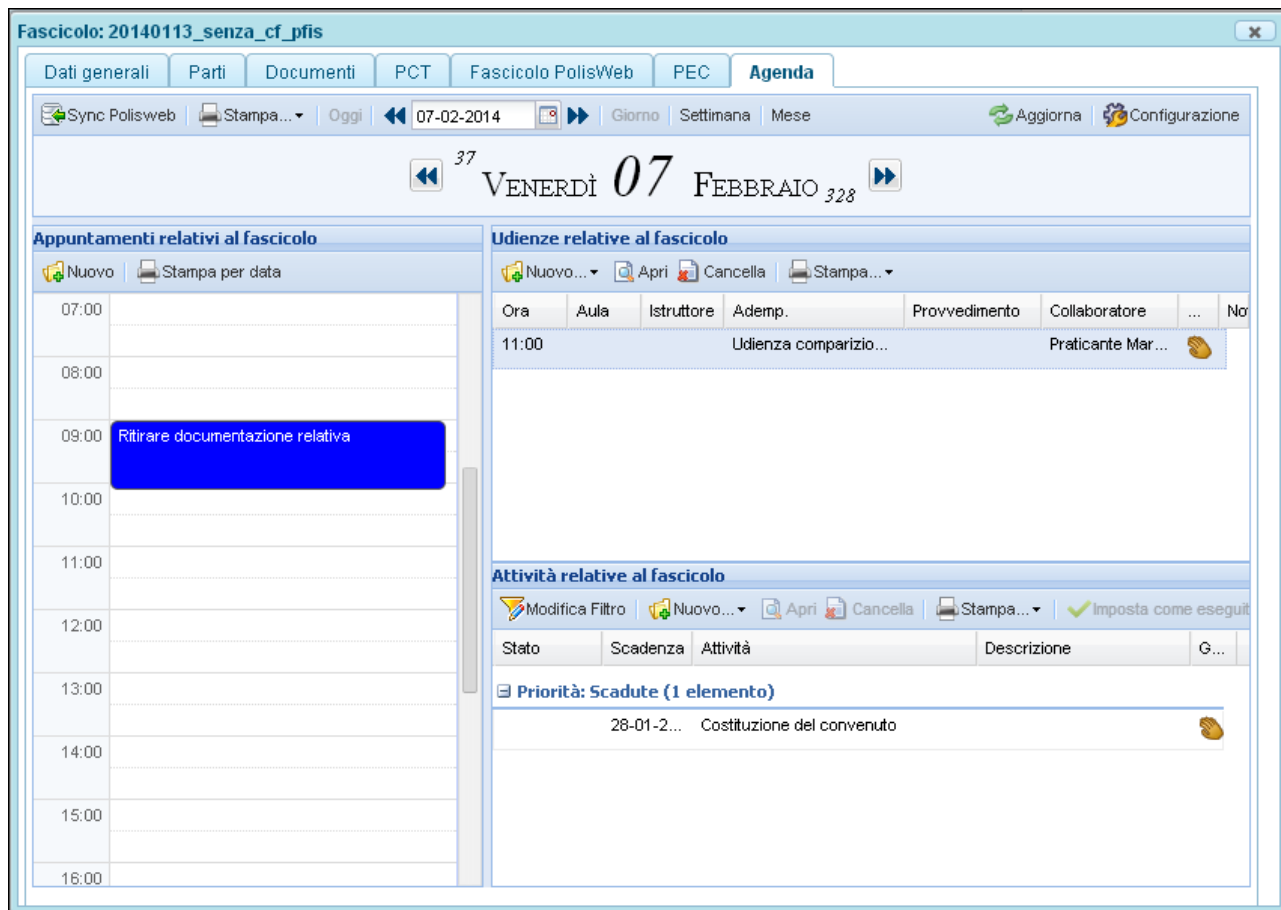 Fascicolo: 20140113_senza_cf_pfis
Dati generali Parti Documenti PCT Fascicolo PolisWeb PEC Agenda
Sync Polisweb Stampa... Oggi 07-02-2014 Giorno Settimana Mese Aggiorna Configurazione
37 Venerdì 07 Febbraio 328
Appuntamenti relativi al fascicolo
Nuovo Stampa per data
07:00
08:00
09:00 Ritirare documentazione relativa
10:00
11:00
12:00
13:00
14:00
15:00
16:00
Udienze relative al fascicolo
Nuovo... Apri Cancella Stampa...
Ora Aula Istruttore Ademp. Provvedimento Collaboratore ... No
11:00 Udienza comparizio... Praticante Mar...
Attività relative al fascicolo
Modifica Filtro Nuovo... Apri Cancella Stampa... Imposta come eseguit
Stato Scadenza Attività Descrizione G...
Priorità: Scadute (1 elemento)
28-01-2... Costituzione del convenuto